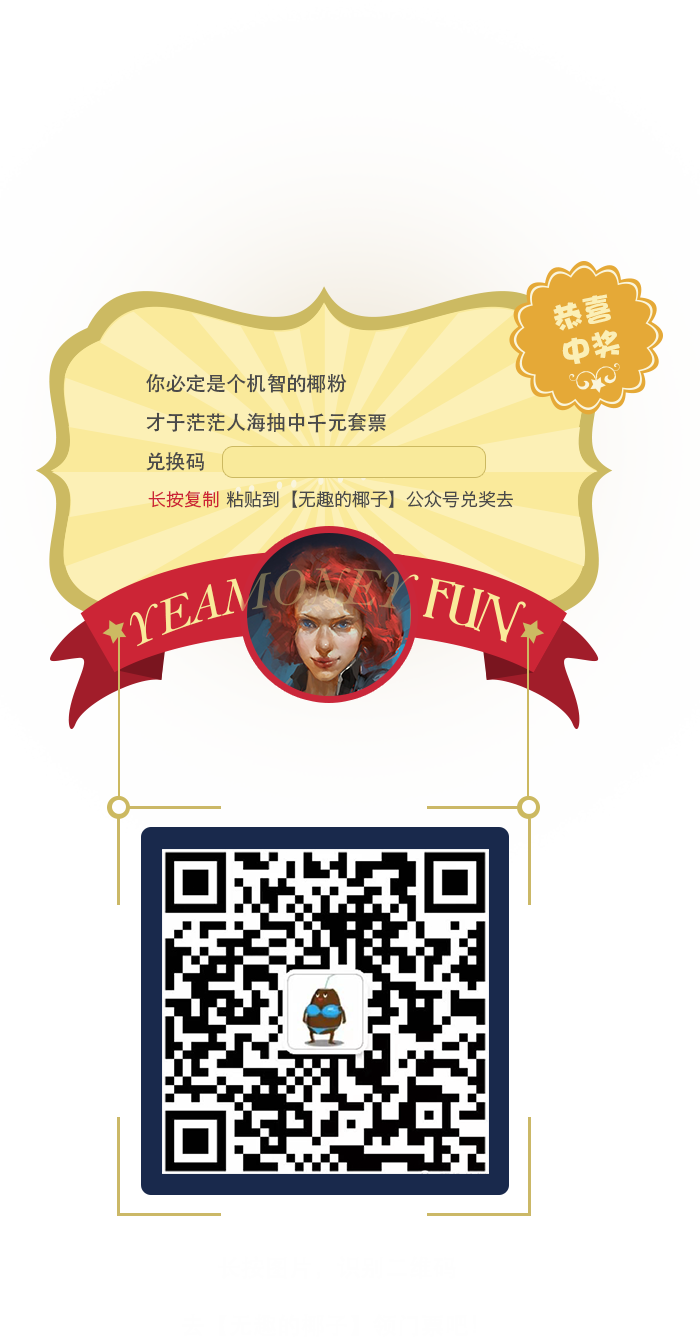 恭喜
中奖
你必定是个机智的椰粉
才于茫茫人海抽中千元套票
兑换码
长按复制 粘贴到【无趣的椰子】公众号兑奖去
YEAMONEY FUN